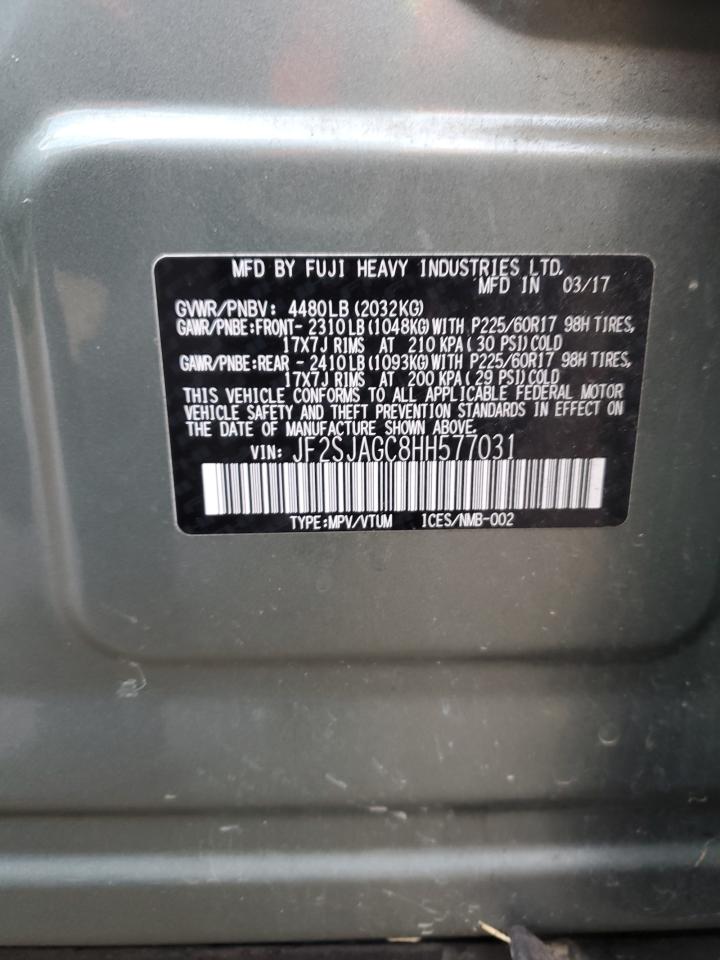 MFD BY FUJI HEAVY INDUSTRIES LTD.
MFD IN 03/17
GVWR/PNBV: 4480LB (2032KG)
GAWR/PNBE:FRONT- 2310LB (1048KG) WITH P225/60R17 98H TIRES,
17X7J RIMS AT 210 KPA ( 30 PSI) COLD
GAWR/PNBE:REAR - 2410LB (1093KG) WITH P225/60R17 98H TIRES,
17X7J RIMS AT 200 KPA ( 29 PSI) COLD
THIS VEHICLE CONFORMS TO ALL APPLICABLE FEDERAL MOTOR
VEHICLE SAFETY AND THEFT PREVENTION STANDARDS IN EFFECT ON
THE DATE OF MANUFACTURE SHOWN ABOVE.
VIN: JF2SJAGC8HH577031
TYPE:MPV/VTUM ICES/NMB-002